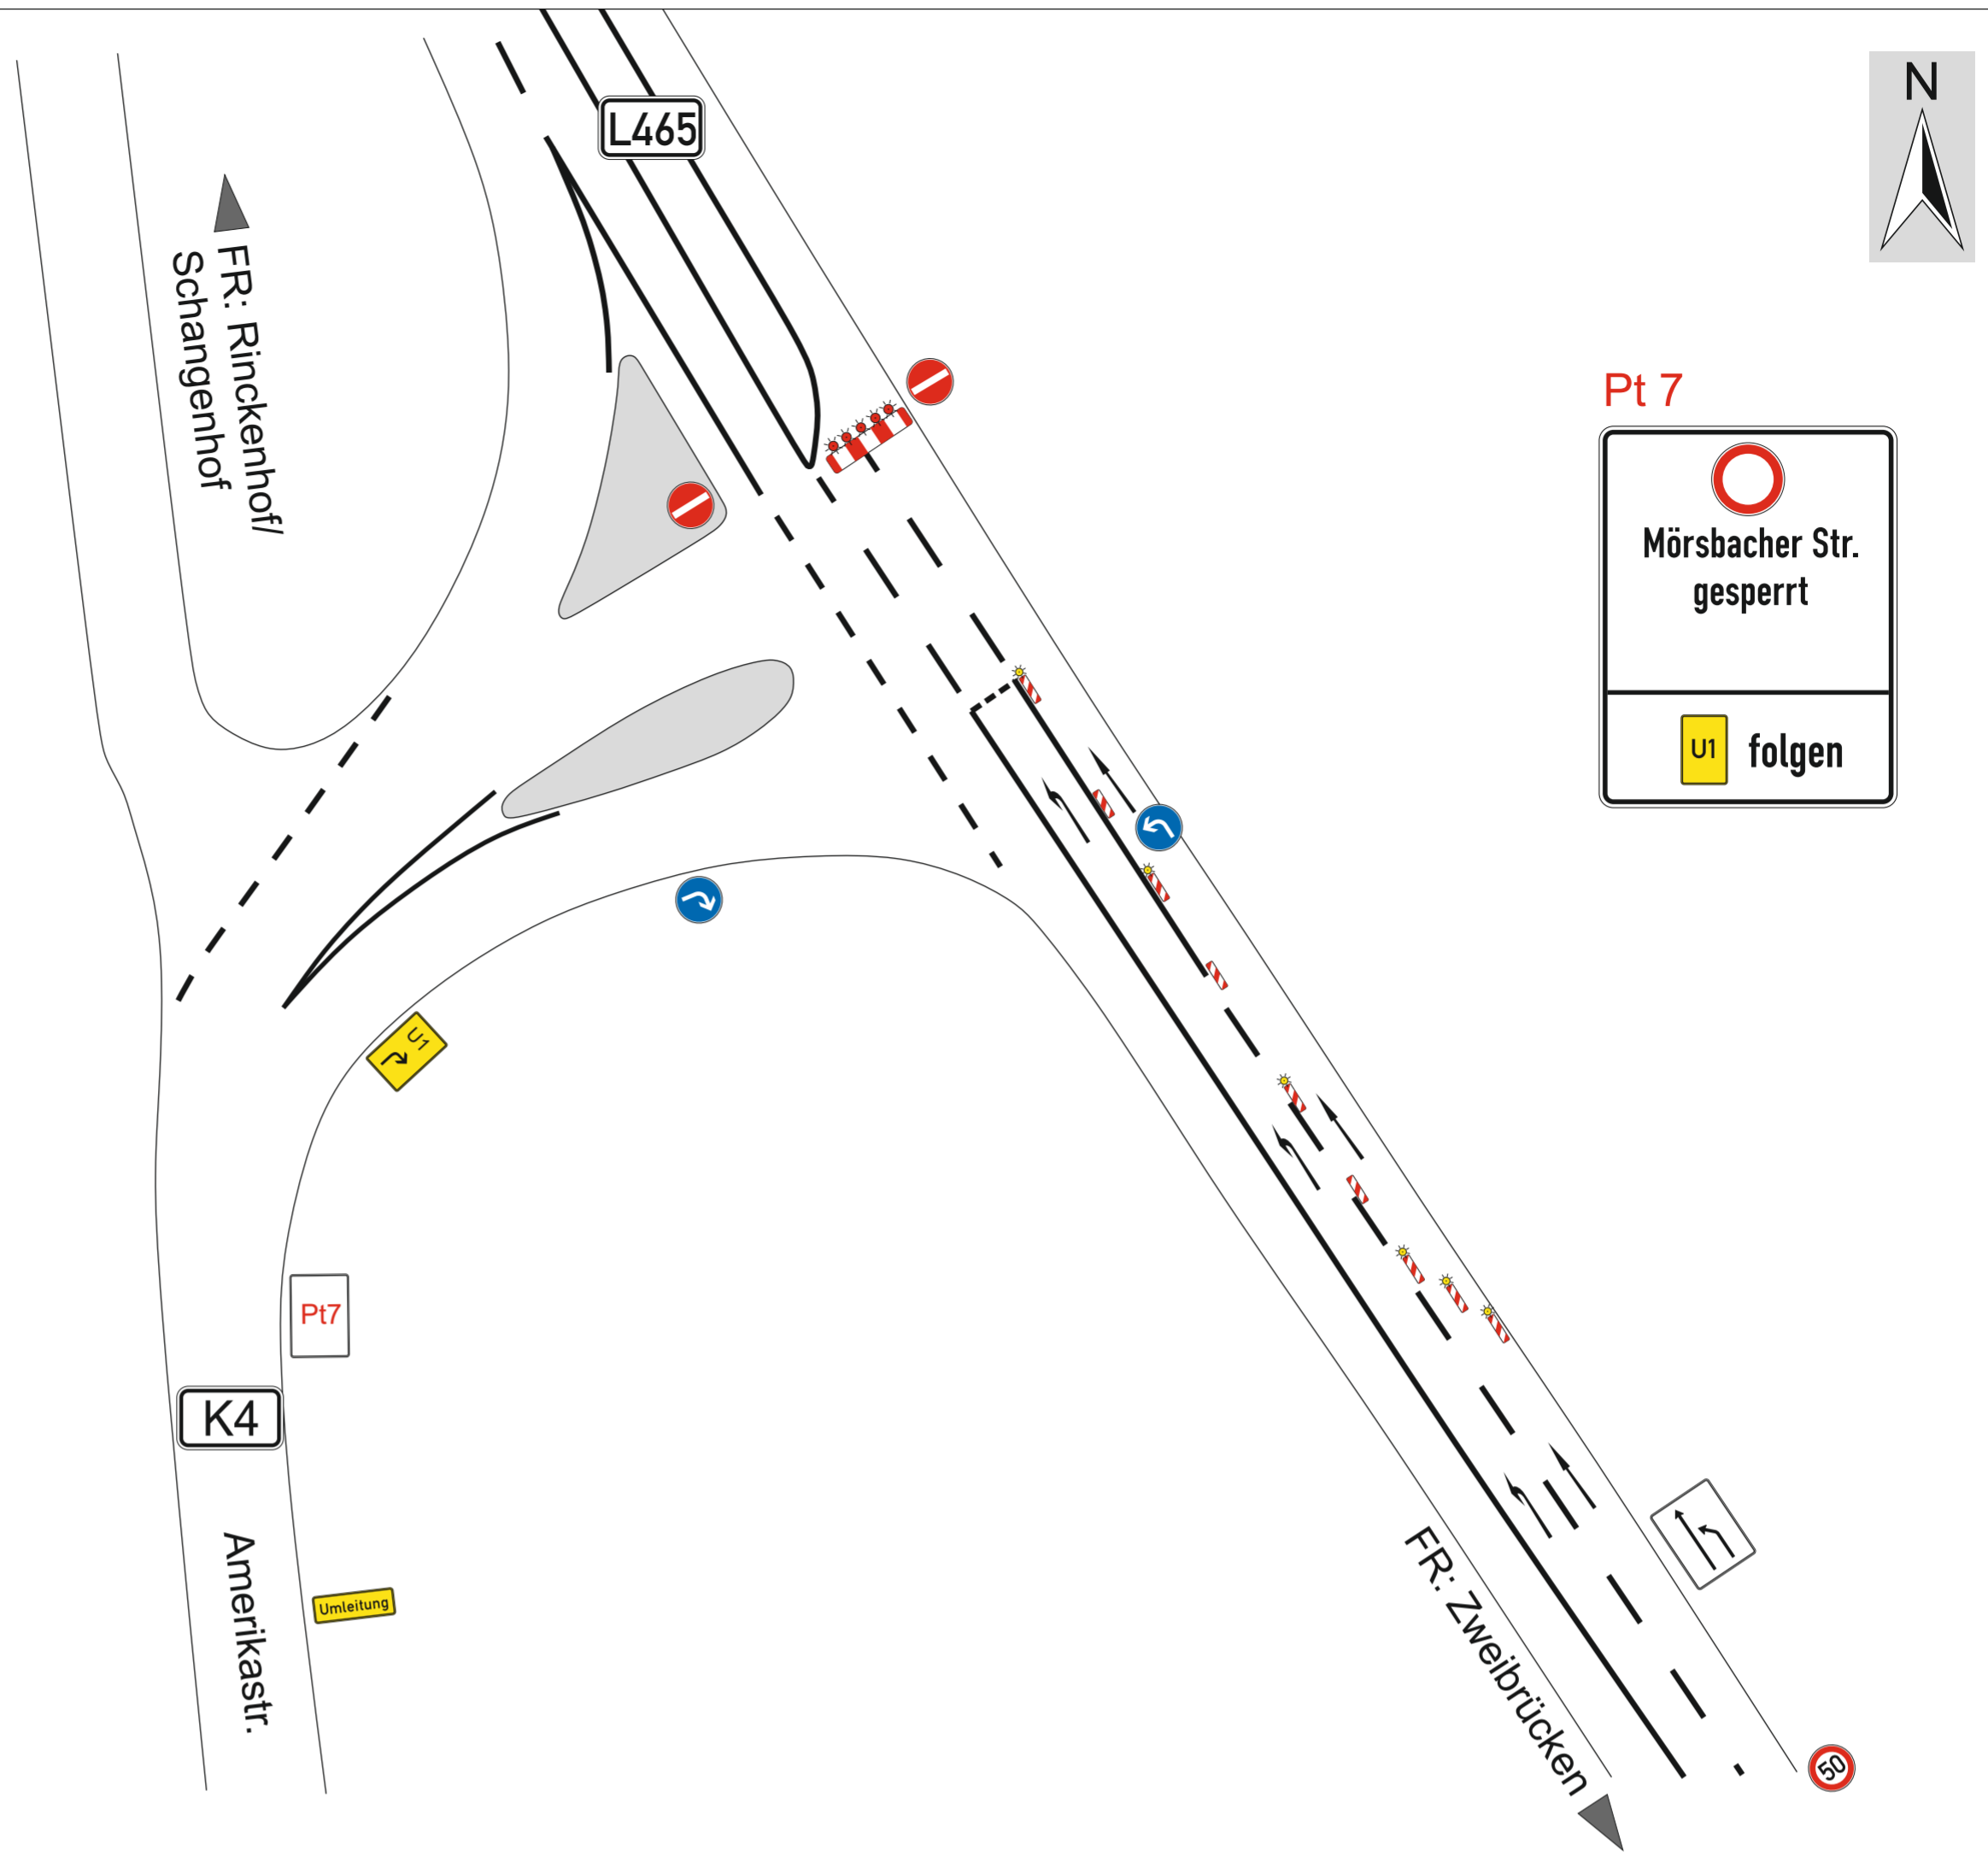 L465
N
FR: Rinckenhof/
Schangenhof
Pt 7
Mörsbacher Str.
gesperrt
U1 folgen
U1
Pt7
K4
Amerikastr.
Umleitung
FR: Zweibrücken
50